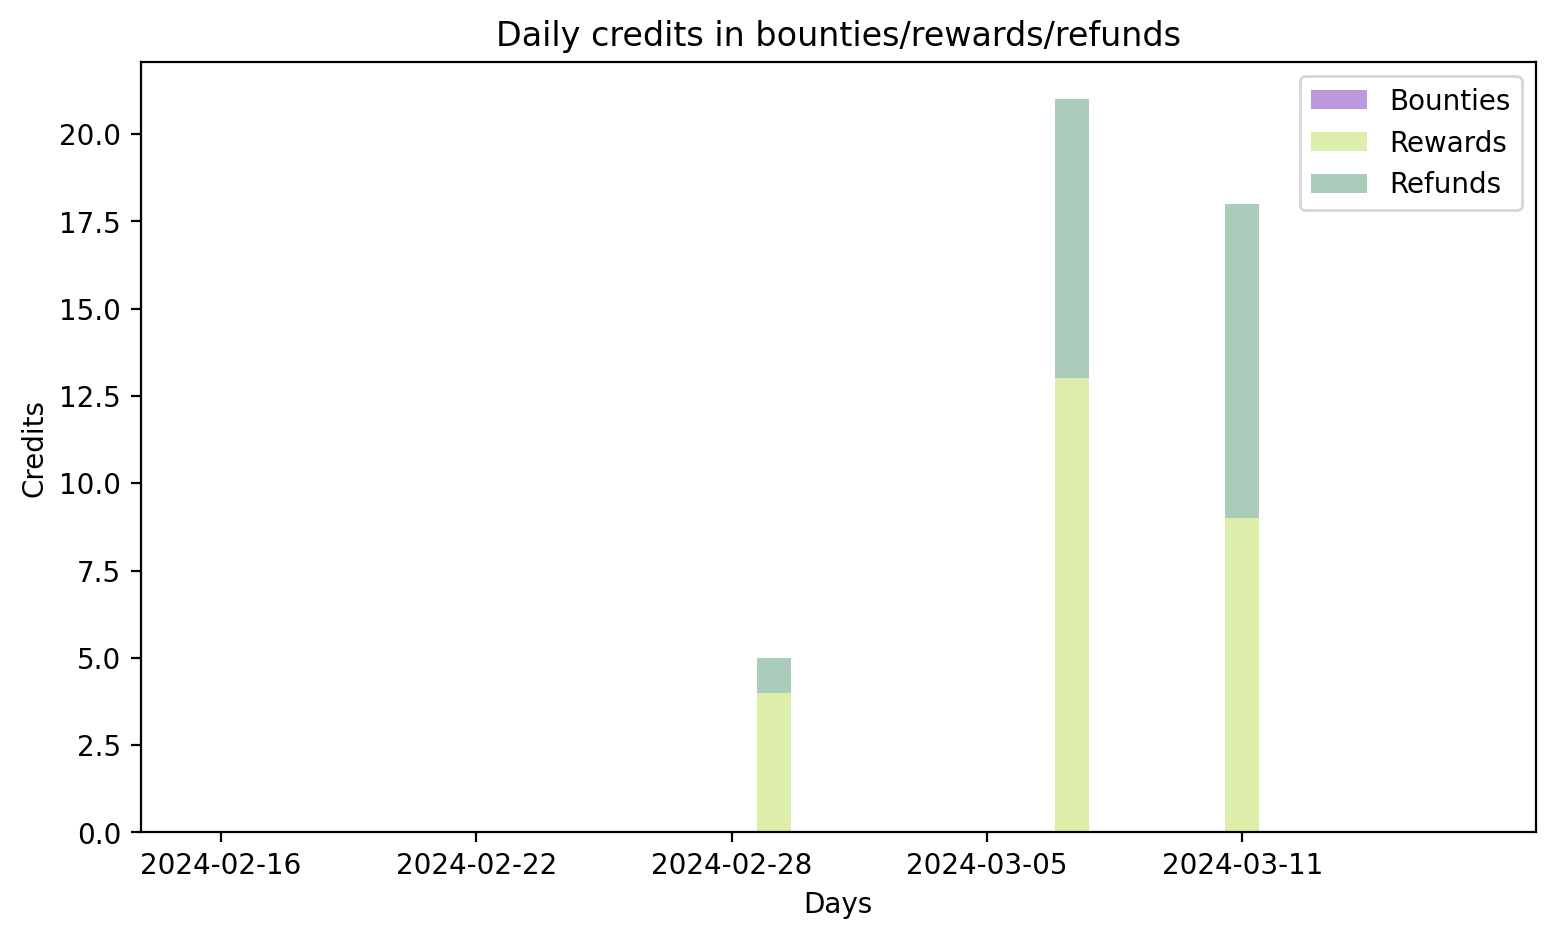 Daily credits in bounties/rewards/refunds
Bounties
Rewards
Refunds
Credits
20.0
17.5
15.0
12.5
10.0
7.5
5.0
2.5
0.0
2024-02-16 2024-02-22 2024-02-28 2024-03-05 2024-03-11
Days